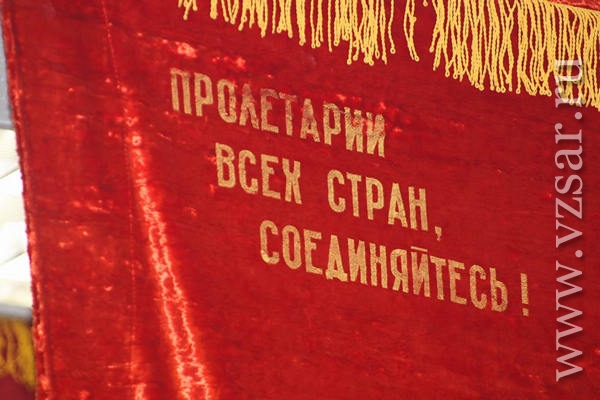 ПРОЛЕТАРИИ
ВСЕХ СТРАН,
СОЕДИНЯЙТЕСЬ!
www.vzsar.ru